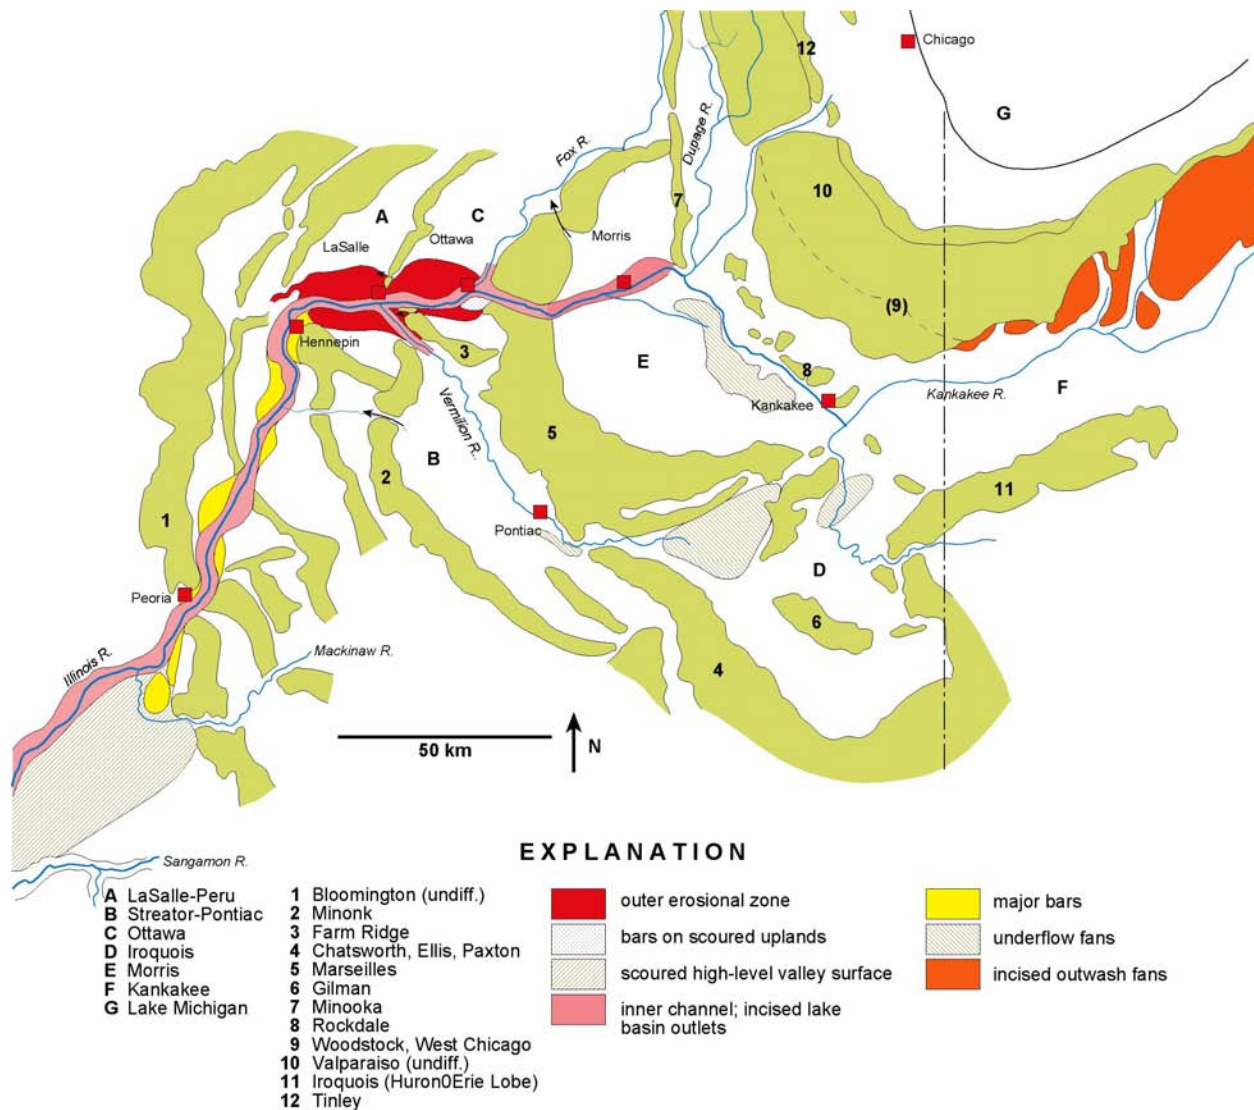 12
Chicago
G
Dupage R.
Fox R.
7
10
A
C
LaSalle
Ottawa
Morris
(9)
Hennepin
3
E
8
Kankakee
Kankakee R.
F
Vermilion R.
5
B
2
11
1
Pontiac
D
Peoria
6
Mackinaw R.
Illinois R.
4
50 km
N
Sangamon R.
EXPLANATION
A LaSalle-Peru
B Streator-Pontiac
C Ottawa
D Iroquois
E Morris
F Kankakee
G Lake Michigan
1 Bloomington (undiff.)
2 Minonk
3 Farm Ridge
4 Chatsworth, Ellis, Paxton
5 Marseilles
6 Gilman
7 Minooka
8 Rockdale
9 Woodstock, West Chicago
10 Valparaiso (undiff.)
11 Iroquois (Huron0Erie Lobe)
12 Tinley
outer erosional zone
bars on scoured uplands
scoured high-level valley surface
inner channel; incised lake
basin outlets
major bars
underflow fans
incised outwash fans